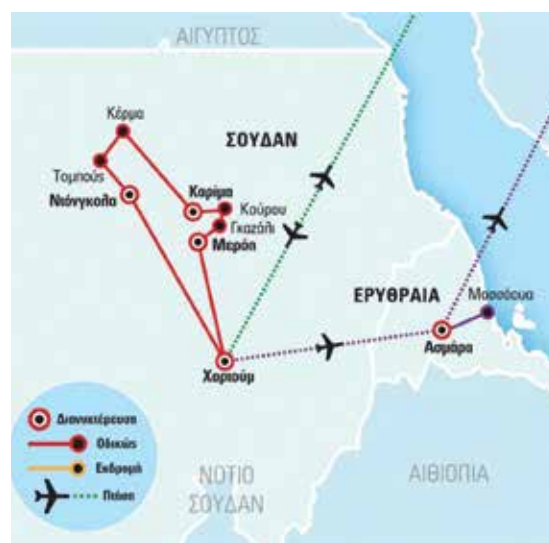 ΑΙΓΥΠΤΟΣ
Κέρμα
ΣΟΥΔΑΝ
Τομπούς
Καρίμα
Νιόνγκολα
Κούρου
Γκαζάλι
Μερόη
ΕΡΥΘΡΑΙΑ
Μασσάουα
Ασμάρα
Χαρτούμ
Διανυκτέρευση
Οδικώς
Εκδρομή
Πτήση
ΝΟΤΙΟ
ΣΟΥΔΑΝ
ΑΙΘΙΟΠΙΑ